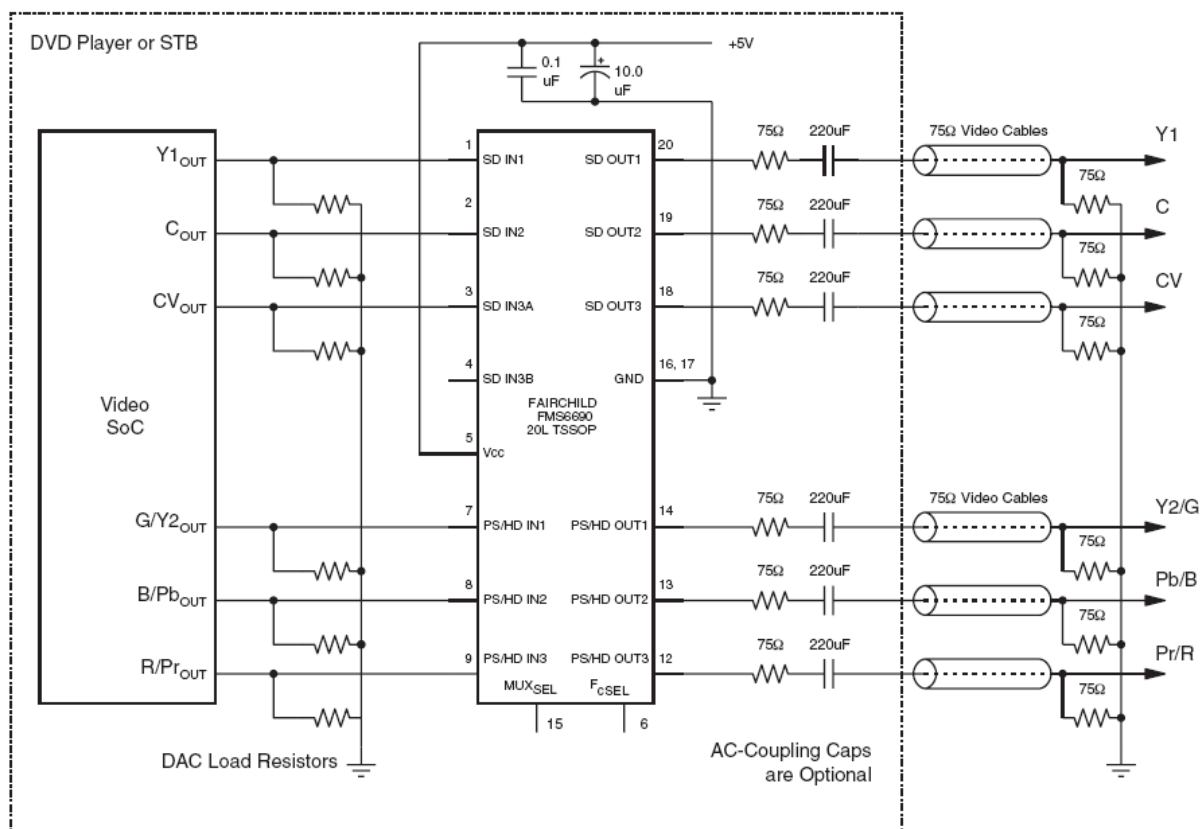 DVD Player or STB
+5V
0.1
uF
+
10.0
uF
75Ω 220uF
75Ω Video Cables
Y1
Y1OUT
1
SD IN1
SD OUT1
20
75Ω
2
75Ω 220uF
19
C
COUT
SD IN2
SD OUT2
75Ω
3
75Ω 220uF
18
CV
CVOUT
SD IN3A
SD OUT3
75Ω
4
SD IN3B
GND
16, 17
FAIRCHILD
FMS6690
20L TSSOP
Video
SoC
5
Vcc
75Ω 220uF
75Ω Video Cables
Y2/G
G/Y2OUT
7
PS/HD IN1
PS/HD OUT1
14
75Ω
8
75Ω 220uF
13
Pb/B
B/PbOUT
PS/HD IN2
PS/HD OUT2
75Ω
75Ω 220uF
Pr/R
R/PrOUT
9
PS/HD IN3
PS/HD OUT3
12
MUXSEL
FcSEL
75Ω
15
6
DAC Load Resistors
AC-Coupling Caps
are Optional